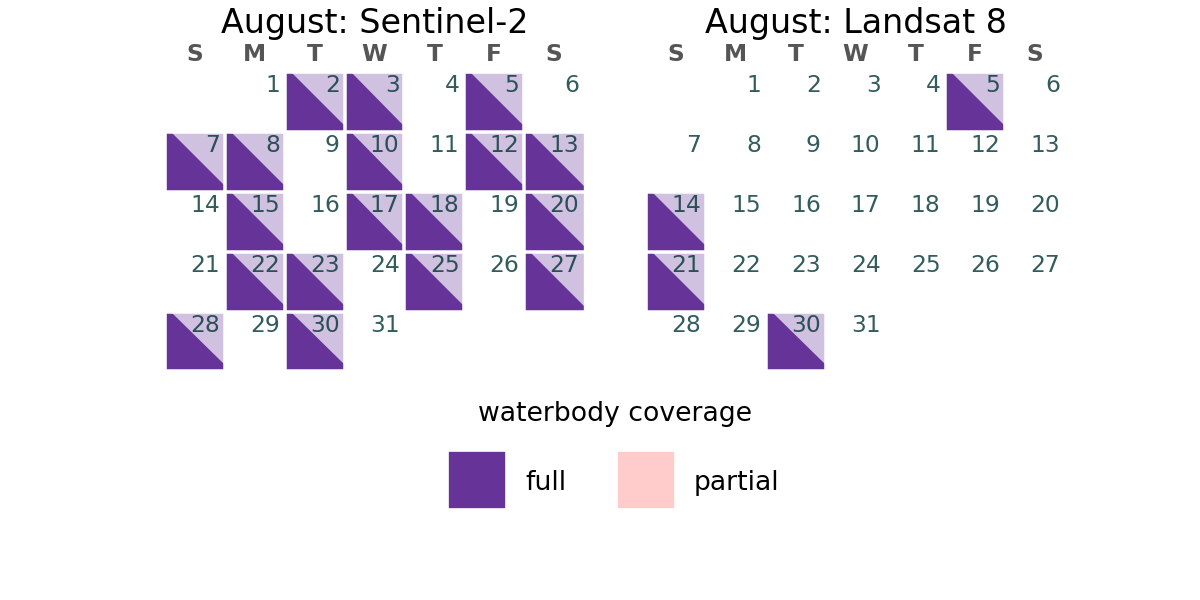 August: Sentinel-2
S M T W T F S
1 2 3 4 5 6
7 8 9 10 11 12 13
14 15 16 17 18 19 20
21 22 23 24 25 26 27
28 29 30 31
August: Landsat 8
S M T W T F S
1 2 3 4 5 6
7 8 9 10 11 12 13
14 15 16 17 18 19 20
21 22 23 24 25 26 27
28 29 30 31
waterbody coverage
full partial